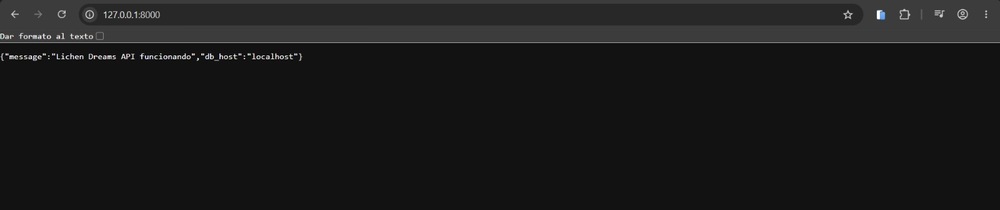 127.0.0.1:8000
Dar formato al texto
{"message":"Lichen Dreams API funcionando","db_host":"localhost"}